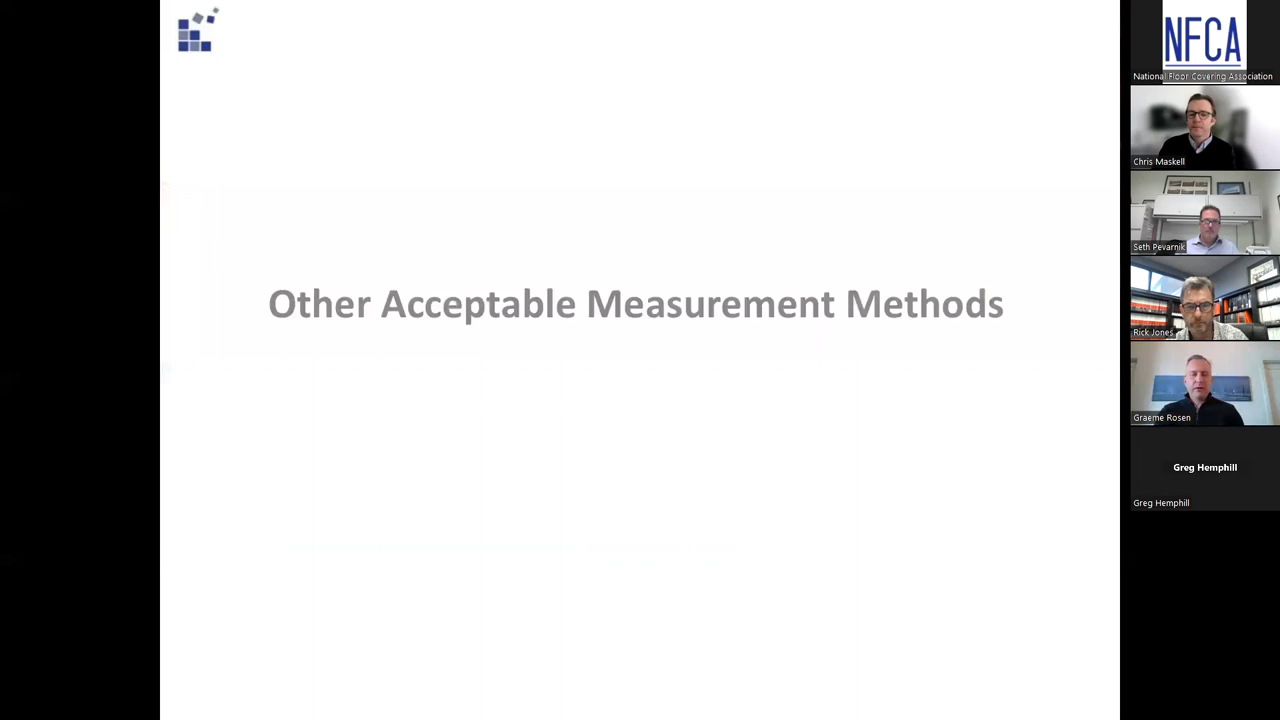 Other Acceptable Measurement Methods
NFCA
National Floor Covering Association
Chris Maskell
Seth Pevarnik
Rick Jones
Graeme Rosen
Greg Hemphill
Greg Hemphill